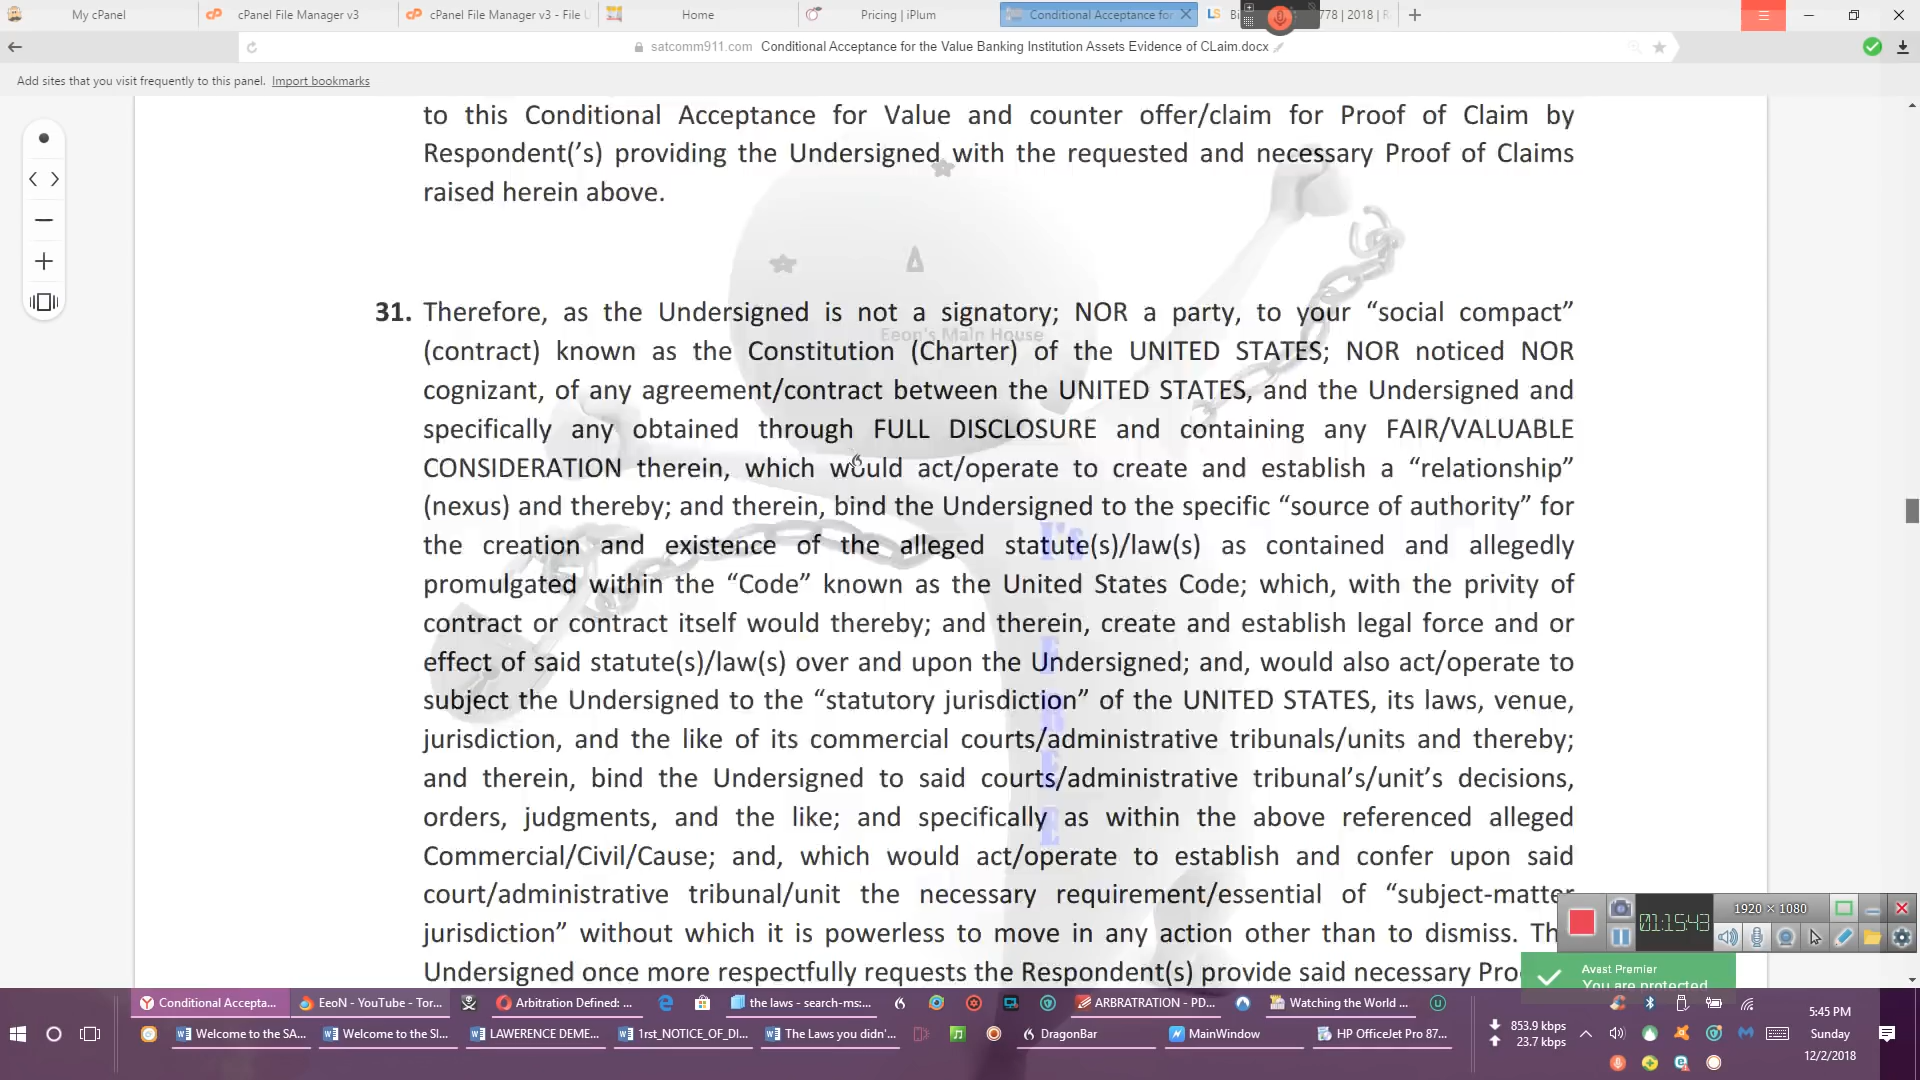 My cPanel
cPanel File Manager v3
cPanel File Manager v3 - File
Home
Pricing | iPlum
Conditional Acceptance for
778 | 2018 |
satcomm911.com Conditional Acceptance for the Value Banking Institution Assets Evidence of CLaim.docx
Add sites that you visit frequently to this panel. Import bookmarks
to this Conditional Acceptance for Value and counter offer/claim for Proof of Claim by
Respondent('s) providing the Undersigned with the requested and necessary Proof of Claims
raised herein above.
Eeon's Main House
31. Therefore, as the Undersigned is not a signatory; NOR a party, to your “social compact”
(contract) known as the Constitution (Charter) of the UNITED STATES; NOR noticed NOR
cognizant, of any agreement/contract between the UNITED STATES, and the Undersigned and
specifically any obtained through FULL DISCLOSURE and containing any FAIR/VALUABLE
CONSIDERATION therein, which would act/operate to create and establish a “relationship”
(nexus) and thereby; and therein, bind the Undersigned to the specific “source of authority” for
the creation and existence of the alleged statute(s)/law(s) as contained and allegedly
promulgated within the “Code” known as the United States Code; which, with the privity of
contract or contract itself would thereby; and therein, create and establish legal force and or
effect of said statute(s)/law(s) over and upon the Undersigned; and, would also act/operate to
subject the Undersigned to the “statutory jurisdiction” of the UNITED STATES, its laws, venue,
jurisdiction, and the like of its commercial courts/administrative tribunals/units and thereby;
and therein, bind the Undersigned to said courts/administrative tribunal’s/unit’s decisions,
orders, judgments, and the like; and specifically as within the above referenced alleged
Commercial/Civil/Cause; and, which would act/operate to establish and confer upon said
court/administrative tribunal/unit the necessary requirement/essential of “subject-matter
jurisdiction” without which it is powerless to move in any action other than to dismiss. Th
Undersigned once more respectfully requests the Respondent(s) provide said necessary Pro
01:15:43
1920 × 1080
Avast Premier
You are protected
Conditional Accepta...
EeoN - YouTube - Tor...
Arbitration Defined: ...
the laws - search-ms:...
ARBRATRATION - PD...
Watching the World ...
Welcome to the SA...
Welcome to the SI...
LAWERENCE DEME...
1rst_NOTICE_OF_DI...
The Laws you didn'...
DragonBar
MainWindow
HP OfficeJet Pro 87...
853.9 kbps
23.7 kbps
5:45 PM
Sunday
12/2/2018